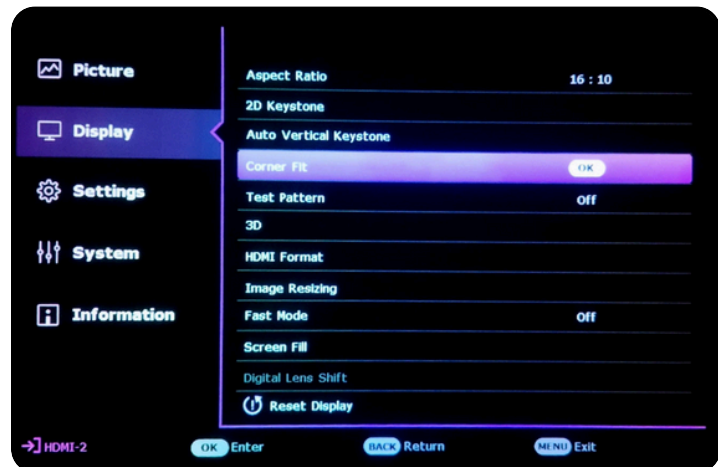 Picture
Display
Settings
System
Information
Aspect Ratio 16 : 10
2D Keystone
Auto Vertical Keystone
Corner Fit OK
Test Pattern Off
3D
HDMI Format
Image Resizing
Fast Mode Off
Screen Fill
Digital Lens Shift
Reset Display
HDMI-2 OK Enter BACK Return MENU Exit